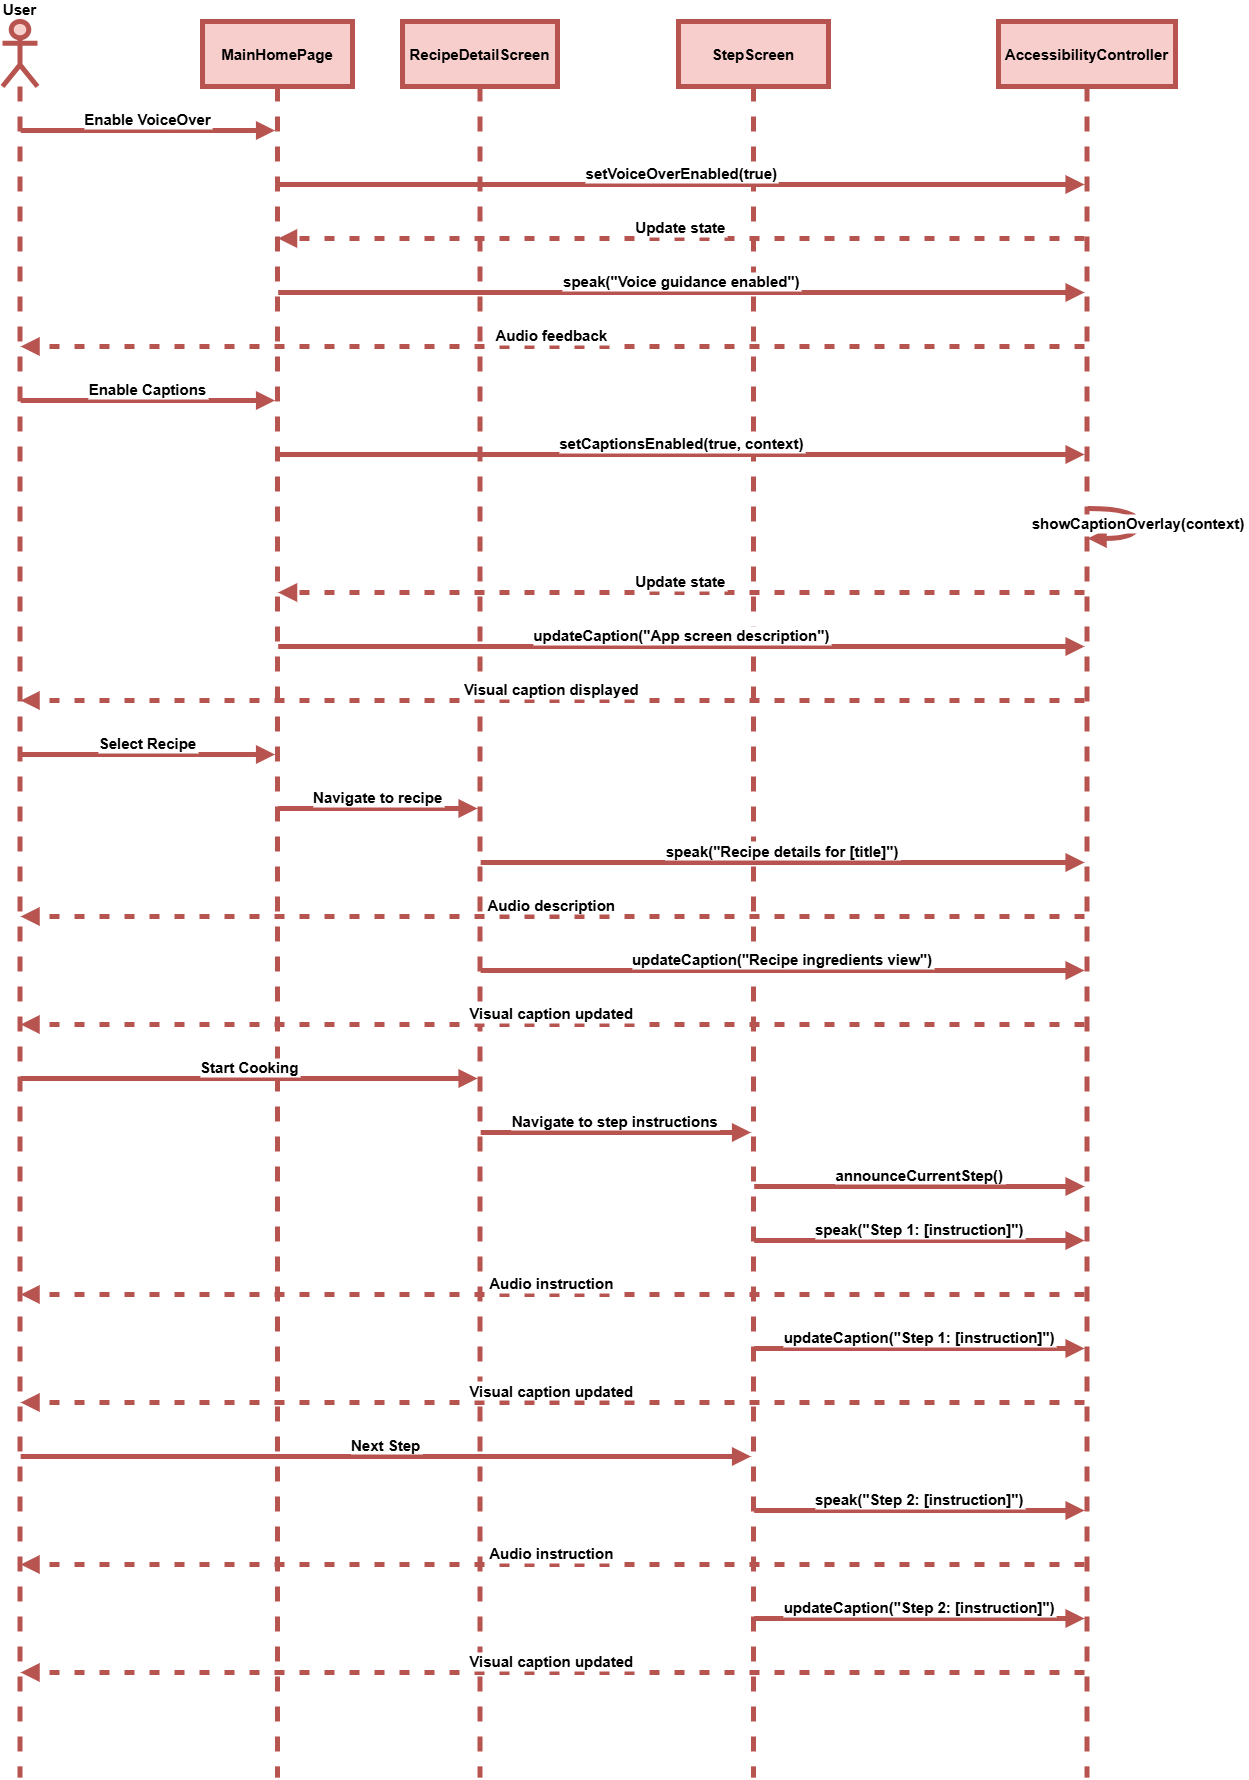 User
MainHomePage
RecipeDetailScreen
StepScreen
AccessibilityController
Enable VoiceOver
setVoiceOverEnabled(true)
Update state
speak("Voice guidance enabled")
Audio feedback
Enable Captions
setCaptionsEnabled(true, context)
showCaptionOverlay(context)
Update state
updateCaption("App screen description")
Visual caption displayed
Select Recipe
Navigate to recipe
speak("Recipe details for [title]")
Audio description
updateCaption("Recipe ingredients view")
Visual caption updated
Start Cooking
Navigate to step instructions
announceCurrentStep()
speak("Step 1: [instruction]")
Audio instruction
updateCaption("Step 1: [instruction]")
Visual caption updated
Next Step
speak("Step 2: [instruction]")
Audio instruction
updateCaption("Step 2: [instruction]")
Visual caption updated